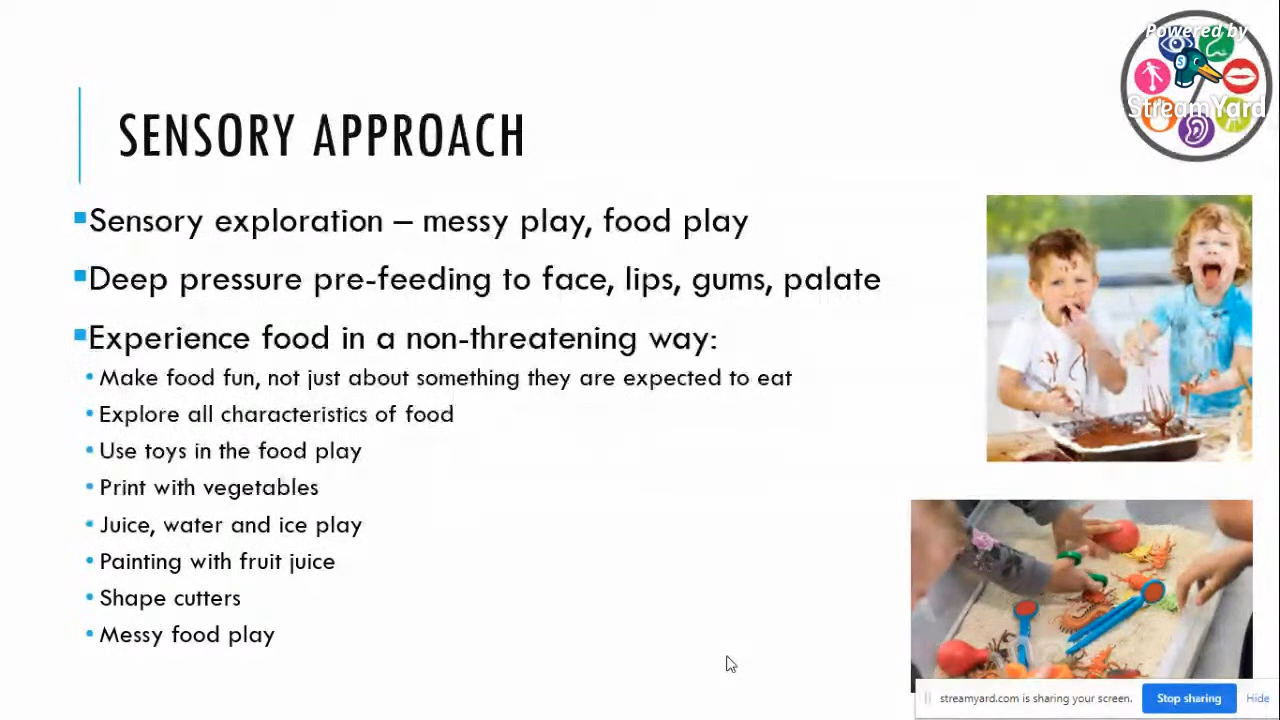 Powered by
StreamYard
SENSORY APPROACH
Sensory exploration – messy play, food play
Deep pressure pre-feeding to face, lips, gums, palate
Experience food in a non-threatening way:
Make food fun, not just about something they are expected to eat
Explore all characteristics of food
Use toys in the food play
Print with vegetables
Juice, water and ice play
Painting with fruit juice
Shape cutters
Messy food play
streamyard.com is sharing your screen. Stop sharing Hide